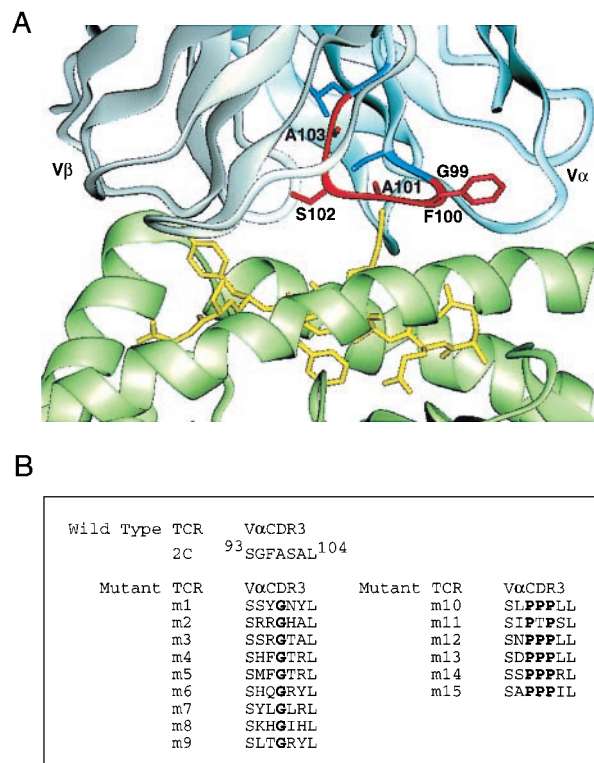 A
A103
Vβ
G99
Vα
A101
S102
F100
B
Wild Type TCR VαCDR3
2C 93SGFASAL104
Mutant TCR VαCDR3 Mutant TCR VαCDR3
m1 SSYGNYL m10 SLPPPLL
m2 SRRGHAL m11 SIPTPSL
m3 SSRGTAL m12 SNPPPLL
m4 SHFGTRL m13 SDPPPLL
m5 SMFGTRL m14 SSPPPRL
m6 SHQGRYL m15 SAPPPIL
m7 SYLGLRL
m8 SKHGIHL
m9 SLTGRYL